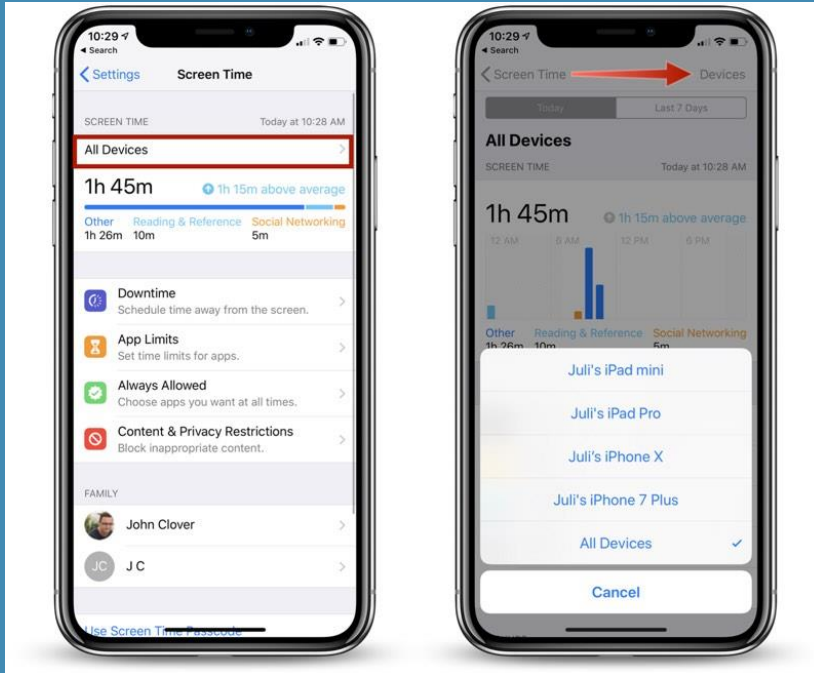 10:29
Search
Settings
Screen Time
SCREEN TIME
Today at 10:28 AM
All Devices
1h 45m
1h 15m above average
Other
Reading & Reference
Social Networking
1h 26m
10m
5m
Downtime
Schedule time away from the screen.
App Limits
Set time limits for apps.
Always Allowed
Choose apps you want at all times.
Content & Privacy Restrictions
Block inappropriate content.
FAMILY
John Clover
JC
J C
Use Screen Time Passcode
10:29
Search
Screen Time
Devices
Today
Last 7 Days
All Devices
SCREEN TIME
Today at 10:28 AM
1h 45m
1h 15m above average
12 AM
6 AM
12 PM
6 PM
Other
Reading & Reference
Social Networking
1h 26m
10m
5m
Juli's iPad mini
Juli's iPad Pro
Juli's iPhone X
Juli's iPhone 7 Plus
All Devices
Cancel